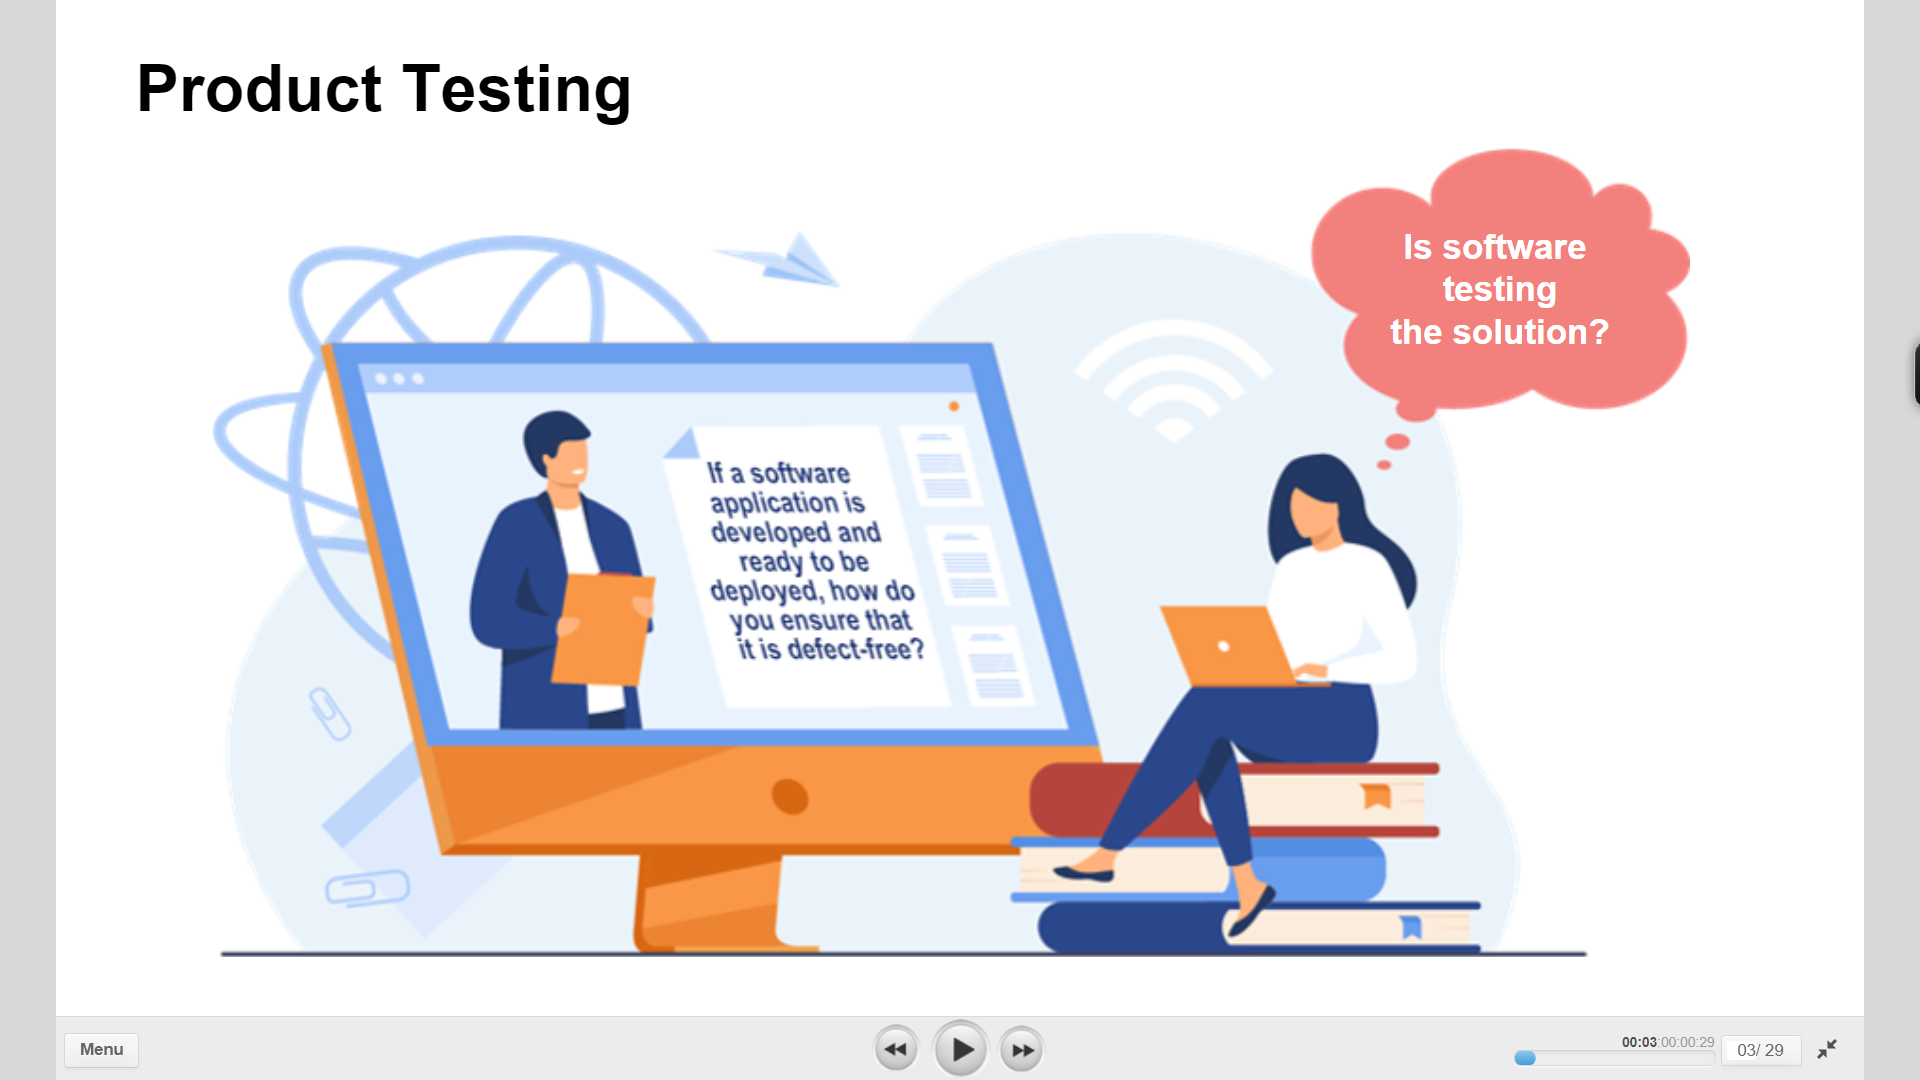 Product Testing
Is software
testing
the solution?
If a software
application is
developed and
ready to be
deployed, how do
you ensure that
it is defect-free?
Menu
00:03:00:00:29
03/ 29